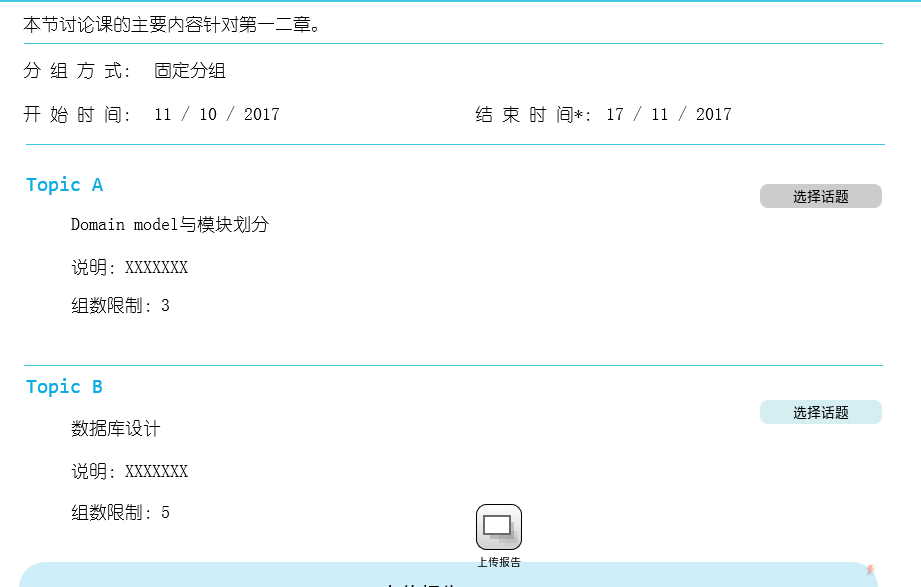 本节讨论课的主要内容针对第一二章。
分 组 方 式: 固定分组
开 始 时 间: 11 / 10 / 2017 结 束 时 间*: 17 / 11 / 2017
Topic A
选择话题
Domain model与模块划分
说明: XXXXXXX
组数限制: 3
Topic B
选择话题
数据库设计
说明: XXXXXXX
组数限制: 5
上传报告